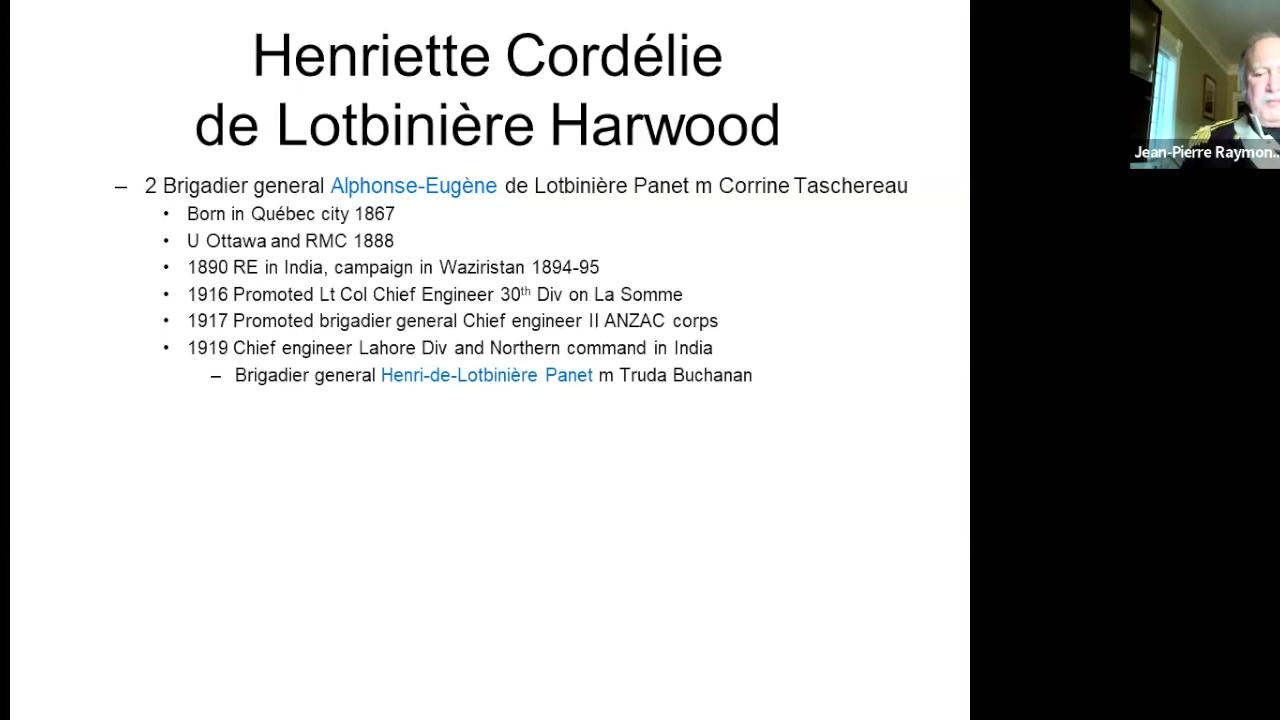 Henriette Cordélie
de Lotbinière Harwood
– 2 Brigadier general Alphonse-Eugène de Lotbinière Panet m Corrine Taschereau
• Born in Québec city 1867
• U Ottawa and RMC 1888
• 1890 RE in India, campaign in Waziristan 1894-95
• 1916 Promoted Lt Col Chief Engineer 30th Div on La Somme
• 1917 Promoted brigadier general Chief engineer II ANZAC corps
• 1919 Chief engineer Lahore Div and Northern command in India
– Brigadier general Henri-de-Lotbinière Panet m Truda Buchanan
Jean-Pierre Raymon...